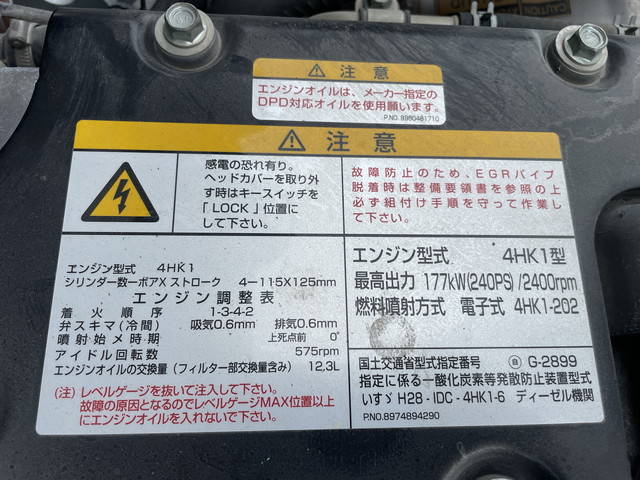 CAUTION
注意
エンジンオイルは、メーカー指定の
DPD対応オイルを使用願います。
P.NO. 8980481710
注意
感電の恐れ有り。
ヘッドカバーを取り外
す時はキースイッチを
「LOCK」位置に
して下さい。
故障防止のため、EGRパイプ
脱着時は整備要領書を参照の上
必ず組付け手順を守って作業し
て下さい。
エンジン型式 4HK1
シリンダー数ーボアX ストローク 4-115X125mm
エンジン調整表
着火順序 1-3-4-2
弁スキマ(冷間) 吸気0.6mm 排気0.6mm
噴射始メ時期 上死点前 0°
アイドル回転数 575rpm
エンジンオイルの交換量(フィルター部交換量含み) 12,3L
(注)レベルゲージを抜いて注入して下さい。
故障の原因となるのでレベルゲージMAX位置以上
にエンジンオイルを入れないで下さい。
エンジン型式 4HK1型
最高出力 177kW(240PS)/2400rpm
燃料噴射方式 電子式 4HK1-202
国土交通省型式指定番号 自 G-2899
指定に係る一酸化炭素等発散防止装置型式
いすゞ H28-IDC-4HK1-6 ディーゼル機関
P.NO.8974894290